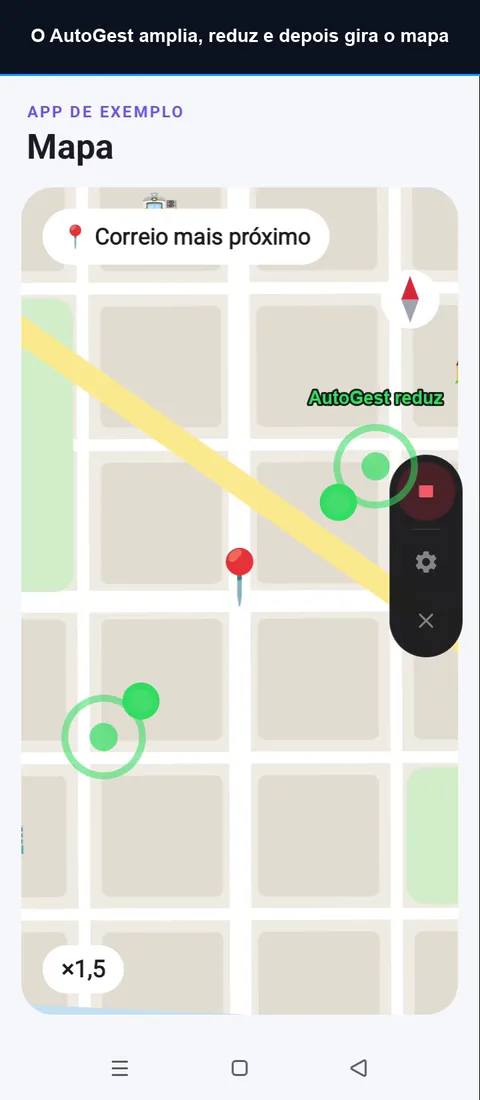 O AutoGest amplia, reduz e depois gira o mapa
APP DE EXEMPLO
Mapa
Correio mais próximo
AutoGest reduz
×1,5